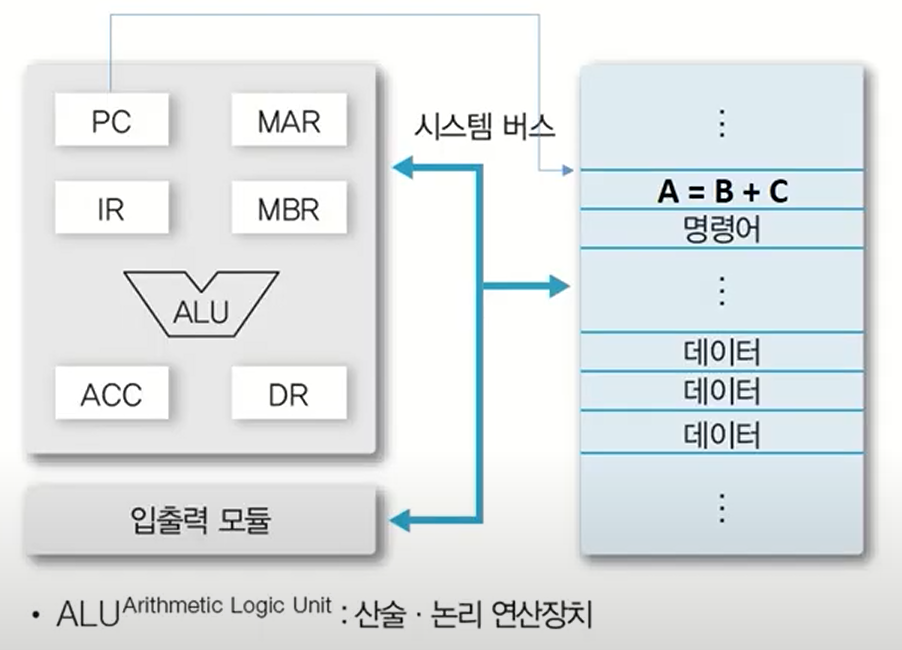 PC
MAR
IR
MBR
ALU
ACC
DR
입출력 모듈
시스템 버스
⋮
A = B + C
명령어
⋮
데이터
데이터
데이터
⋮
• ALU Arithmetic Logic Unit : 산술 · 논리 연산장치